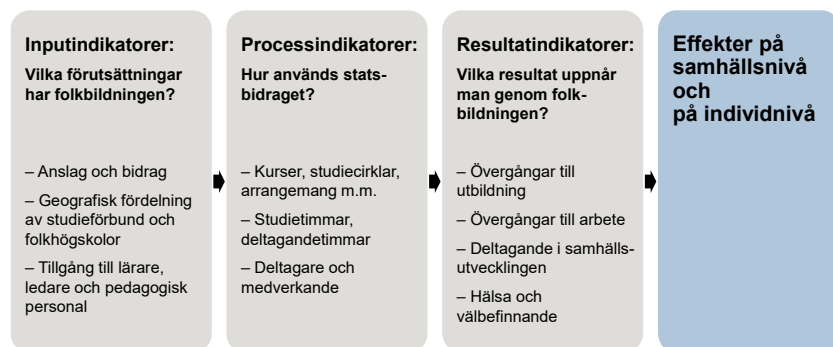 Inputindikatorer:
Vilka förutsättningar
har folkbildningen?
– Anslag och bidrag
– Geografisk fördelning
av studieförbund och
folkhögskolor
– Tillgång till lärare,
ledare och pedagogisk
personal
Processindikatorer:
Hur används stats-
bidraget?
– Kurser, studiecirklar,
arrangemang m.m.
– Studietimmar,
deltagandetimmar
– Deltagare och
medverkande
Resultatindikatorer:
Vilka resultat uppnår
man genom folk-
bildningen?
– Övergångar till
utbildning
– Övergångar till arbete
– Deltagande i samhälls-
utvecklingen
– Hälsa och
välbefinnande
Effekter på
samhällsnivå
och
på individnivå